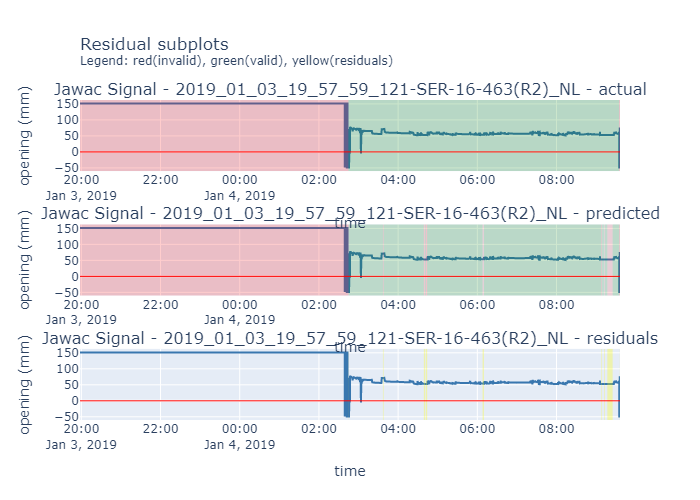 Residual subplots
Legend: red(invalid), green(valid), yellow(residuals)
Jawac Signal - 2019_01_03_19_57_59_121-SER-16-463(R2)_NL - actual
opening (mm)
150
100
50
0
−50
20:00 22:00 00:00 02:00 04:00 06:00 08:00
Jan 3, 2019 Jan 4, 2019
time
Jawac Signal - 2019_01_03_19_57_59_121-SER-16-463(R2)_NL - predicted
opening (mm)
150
100
50
0
−50
20:00 22:00 00:00 02:00 04:00 06:00 08:00
Jan 3, 2019 Jan 4, 2019
time
Jawac Signal - 2019_01_03_19_57_59_121-SER-16-463(R2)_NL - residuals
opening (mm)
150
100
50
0
−50
20:00 22:00 00:00 02:00 04:00 06:00 08:00
Jan 3, 2019 Jan 4, 2019
time